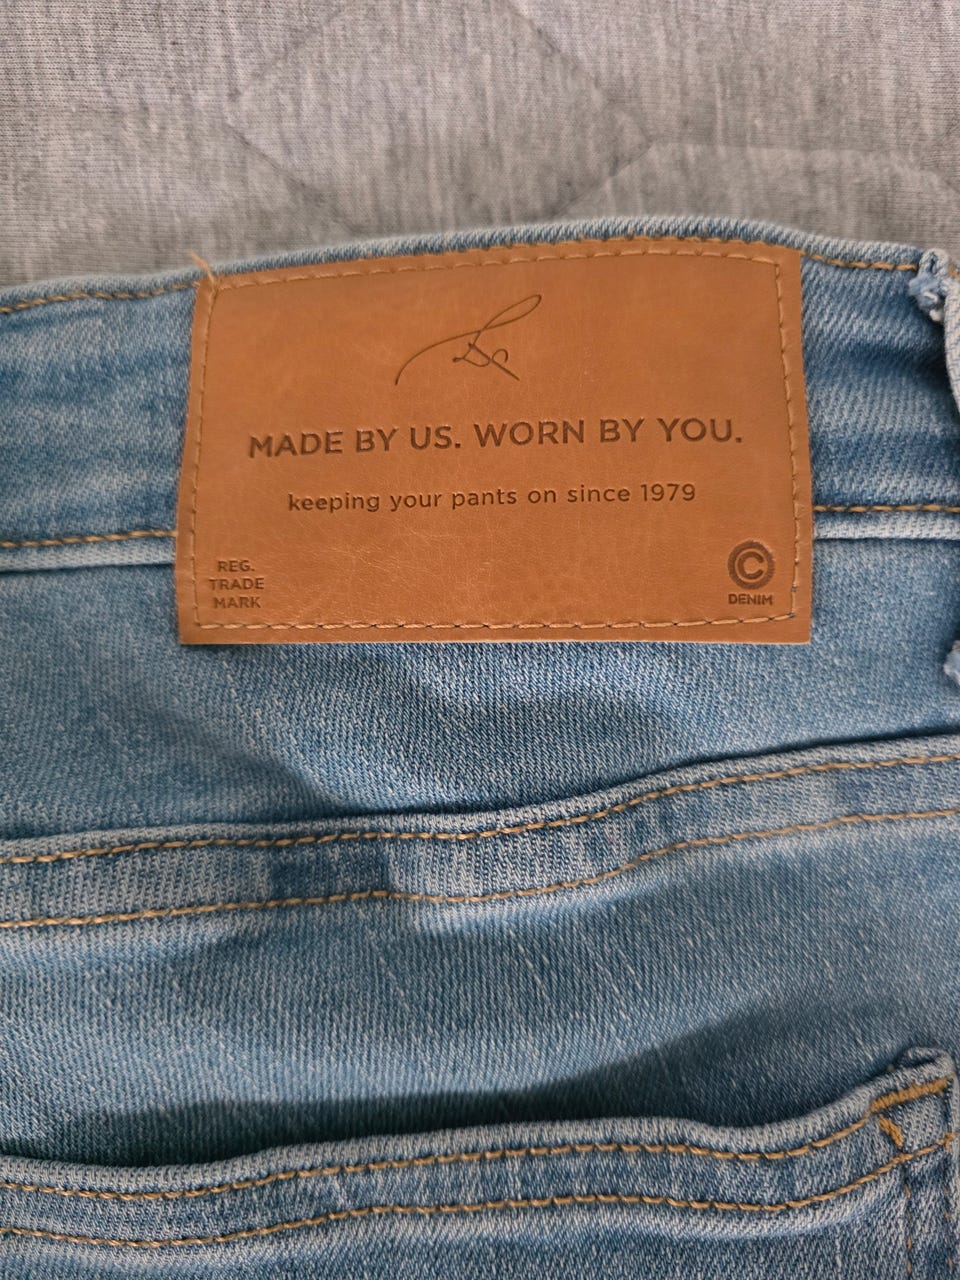 MADE BY US. WORN BY YOU.
keeping your pants on since 1979
REG.
TRADE
MARK
C
DENIM